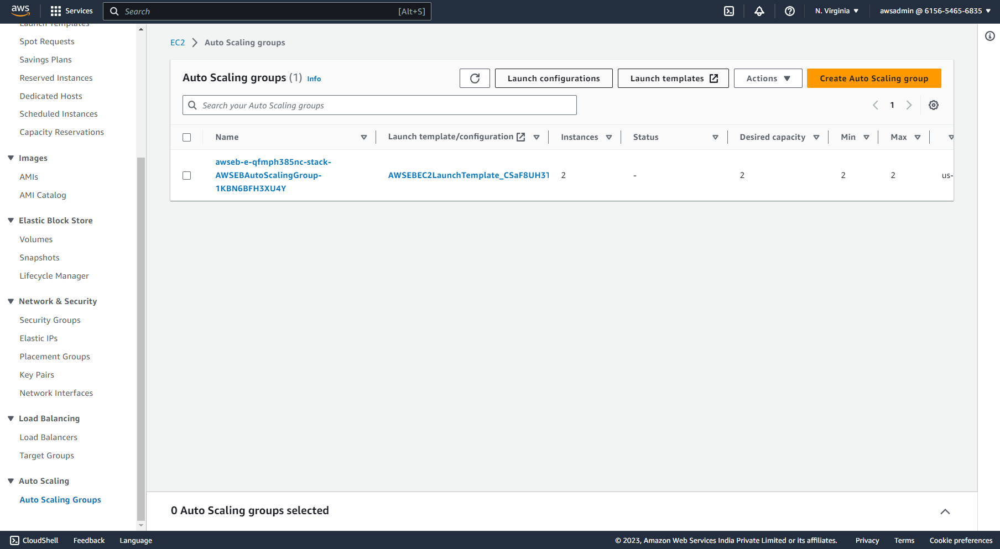 aws
Services
Search
[Alt+S]
N. Virginia
awsadmin @ 6156-5465-6835
Launch Templates
Spot Requests
Savings Plans
Reserved Instances
Dedicated Hosts
Scheduled Instances
Capacity Reservations
Images
AMIs
AMI Catalog
Elastic Block Store
Volumes
Snapshots
Lifecycle Manager
Network & Security
Security Groups
Elastic IPs
Placement Groups
Key Pairs
Network Interfaces
Load Balancing
Load Balancers
Target Groups
Auto Scaling
Auto Scaling Groups
EC2
Auto Scaling groups
Auto Scaling groups (1) Info
Launch configurations
Launch templates
Actions
Create Auto Scaling group
Search your Auto Scaling groups
1
Name
Launch template/configuration
Instances
Status
Desired capacity
Min
Max
awseb-e-qfmph385nc-stack-
AWSEBAutoScalingGroup-
1KBN6BFH3XU4Y
AWSEBEC2LaunchTemplate_CSaF8UH3T
2
-
2
2
2
us-
0 Auto Scaling groups selected
CloudShell
Feedback
Language
© 2023, Amazon Web Services India Private Limited or its affiliates.
Privacy
Terms
Cookie preferences